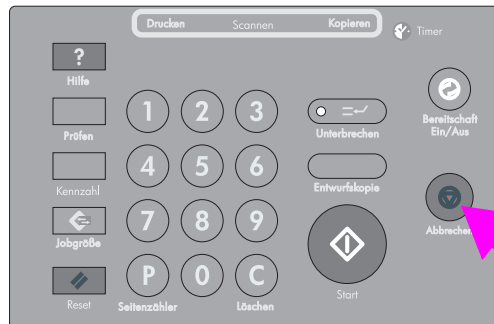 Drucken Scannen Kopieren
Timer
?
Hilfe
Prüfen
Kennzahl
Jobgröße
Reset
1 2 3
4 5 6
7 8 9
P 0 C
Seitenzähler Löschen
Unterbrechen
Entwurfskopie
Start
Bereitschaft
Ein/Aus
Abbrechen